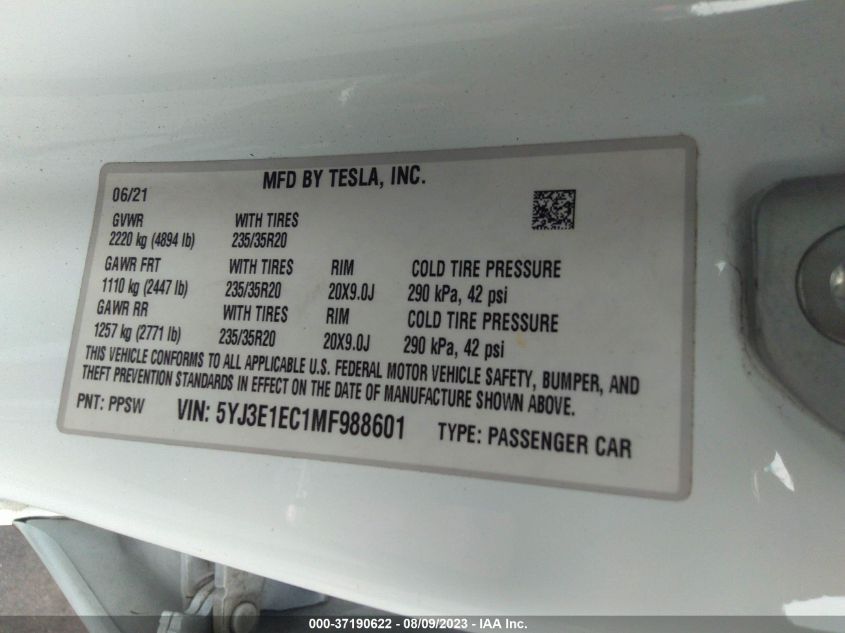 MFD BY TESLA, INC.
06/21
GVWR WITH TIRES
2220 kg (4894 lb) 235/35R20
GAWR FRT WITH TIRES RIM COLD TIRE PRESSURE
1110 kg (2447 lb) 235/35R20 20X9.0J 290 kPa, 42 psi
GAWR RR WITH TIRES RIM COLD TIRE PRESSURE
1257 kg (2771 lb) 235/35R20 20X9.0J 290 kPa, 42 psi
THIS VEHICLE CONFORMS TO ALL APPLICABLE U.S. FEDERAL MOTOR VEHICLE SAFETY, BUMPER, AND
THEFT PREVENTION STANDARDS IN EFFECT ON THE DATE OF MANUFACTURE SHOWN ABOVE.
PNT: PPSW VIN: 5YJ3E1EC1MF988601 TYPE: PASSENGER CAR
000-37190622 - 08/09/2023 - IAA Inc.